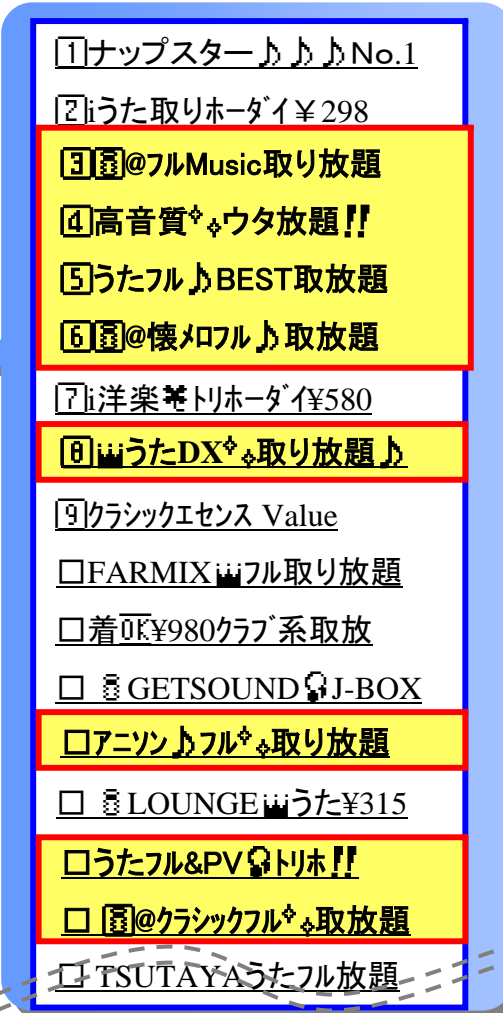 1ナップスター♪♪♪No.1
2iうた取りホーダイ¥298
3i@フルMusic取り放題
4高音質ウタ放題!!
5うたフル♪BEST取放題
6i@懐メロフル♪取放題
7i洋楽トリホーダイ¥580
8うたDX取り放題♪
9クラシックエセンス Value
□FARMIXフル取り放題
□着OK¥980クラブ系取放
□ i GETSOUND J-BOX
□アニソン♪フル取り放題
□ i LOUNGEうた¥315
□うたフル&PVトリホ!!
□ i@クラシックフル取放題
□ TSUTAYAうたフル放題